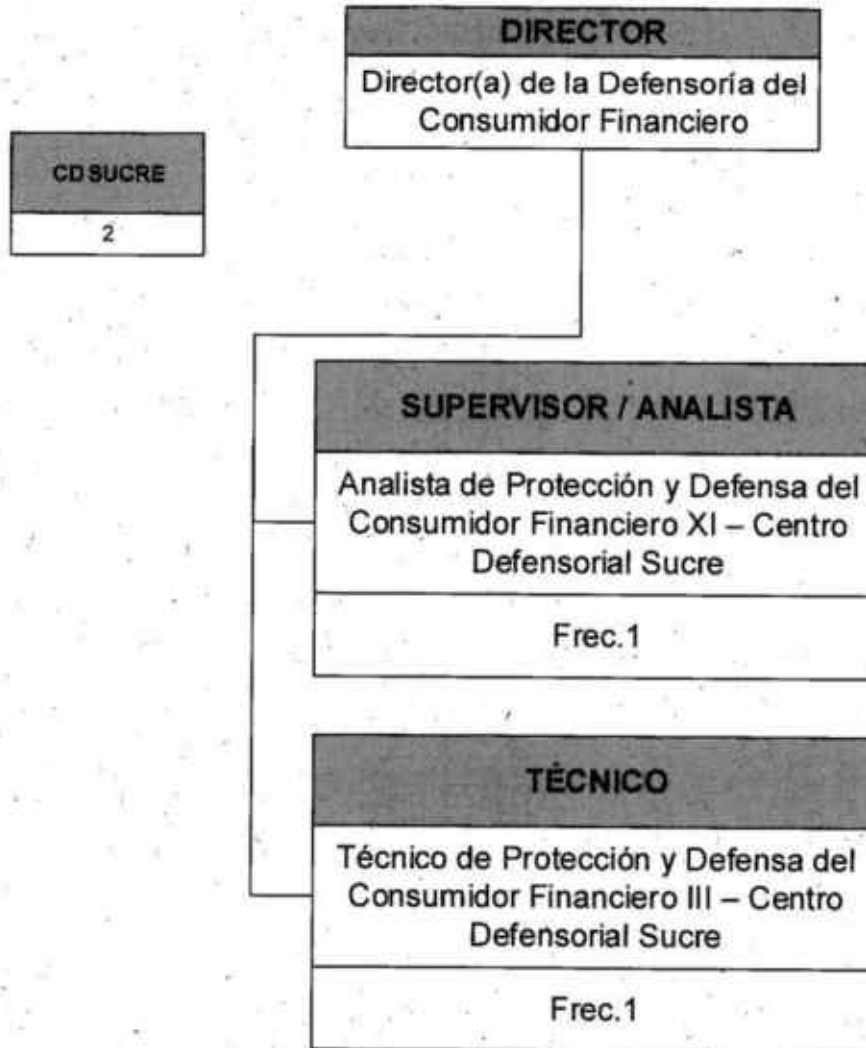 DIRECTOR
Director(a) de la Defensoría del
Consumidor Financiero
CD SUCRE
2
SUPERVISOR / ANALISTA
Analista de Protección y Defensa del
Consumidor Financiero XI – Centro
Defensorial Sucre
Frec.1
TÉCNICO
Técnico de Protección y Defensa del
Consumidor Financiero III – Centro
Defensorial Sucre
Frec.1